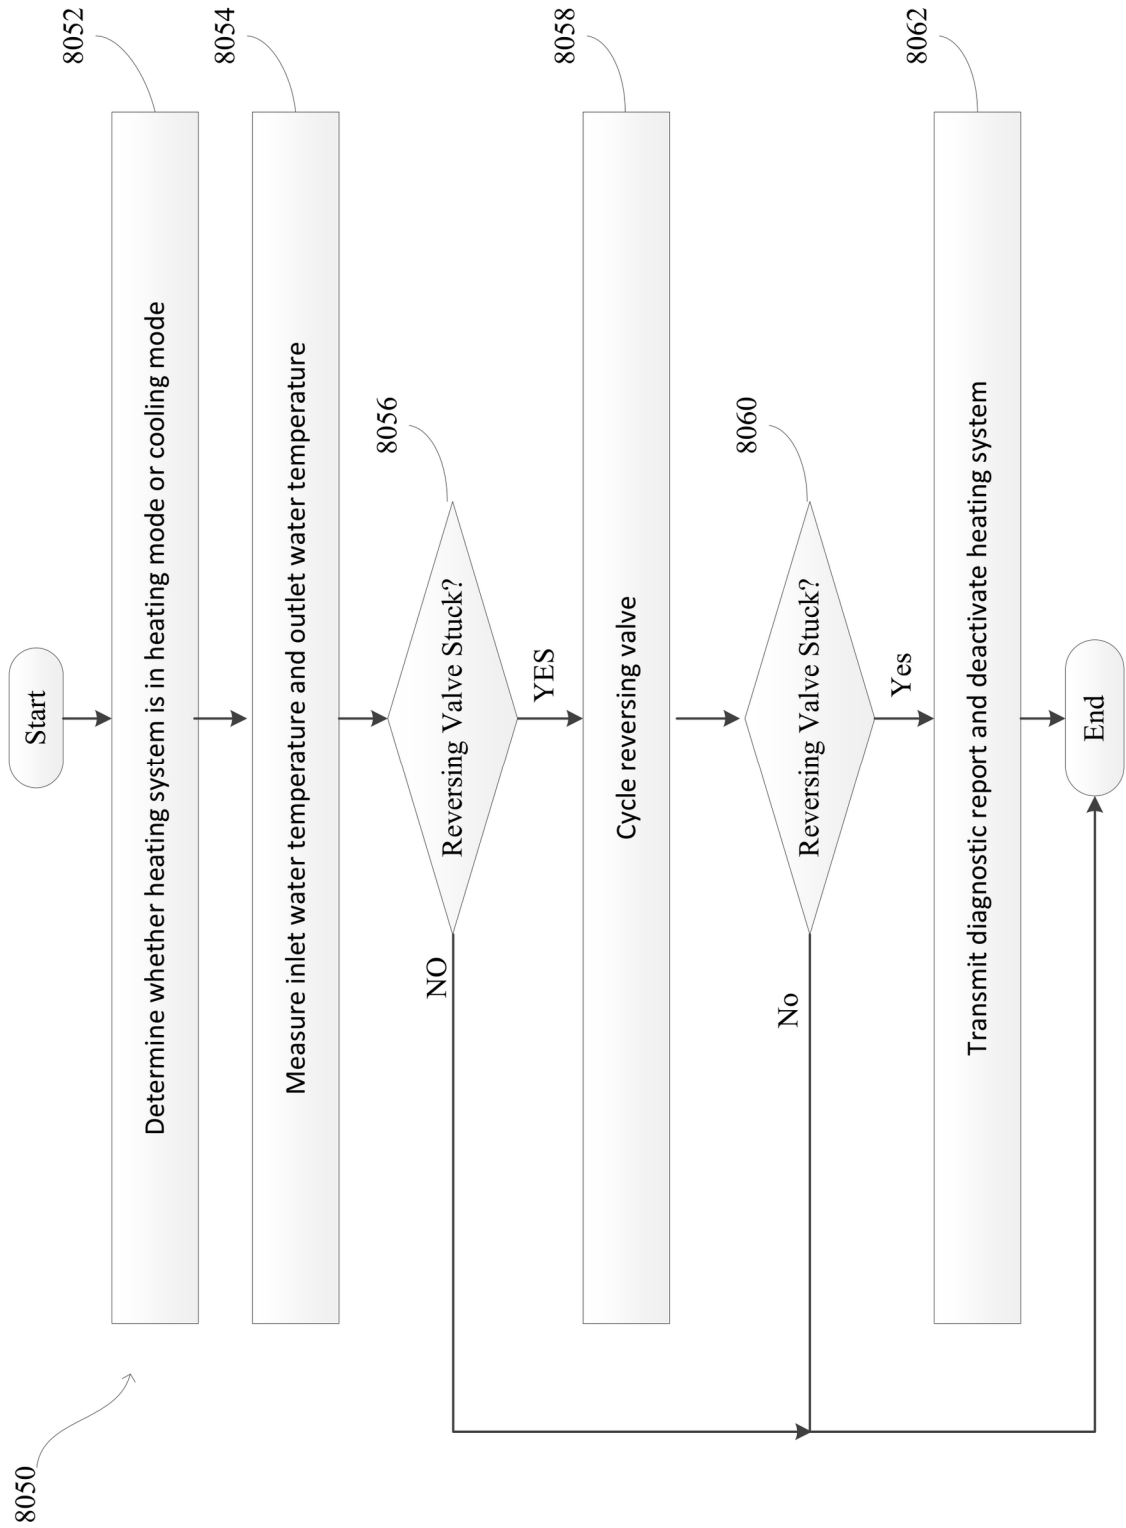 8050
Start
8052
Determine whether heating system is in heating mode or cooling mode
8054
Measure inlet water temperature and outlet water temperature
8056
Reversing Valve Stuck?
NO
YES
8058
Cycle reversing valve
8060
Reversing Valve Stuck?
No
Yes
8062
Transmit diagnostic report and deactivate heating system
End